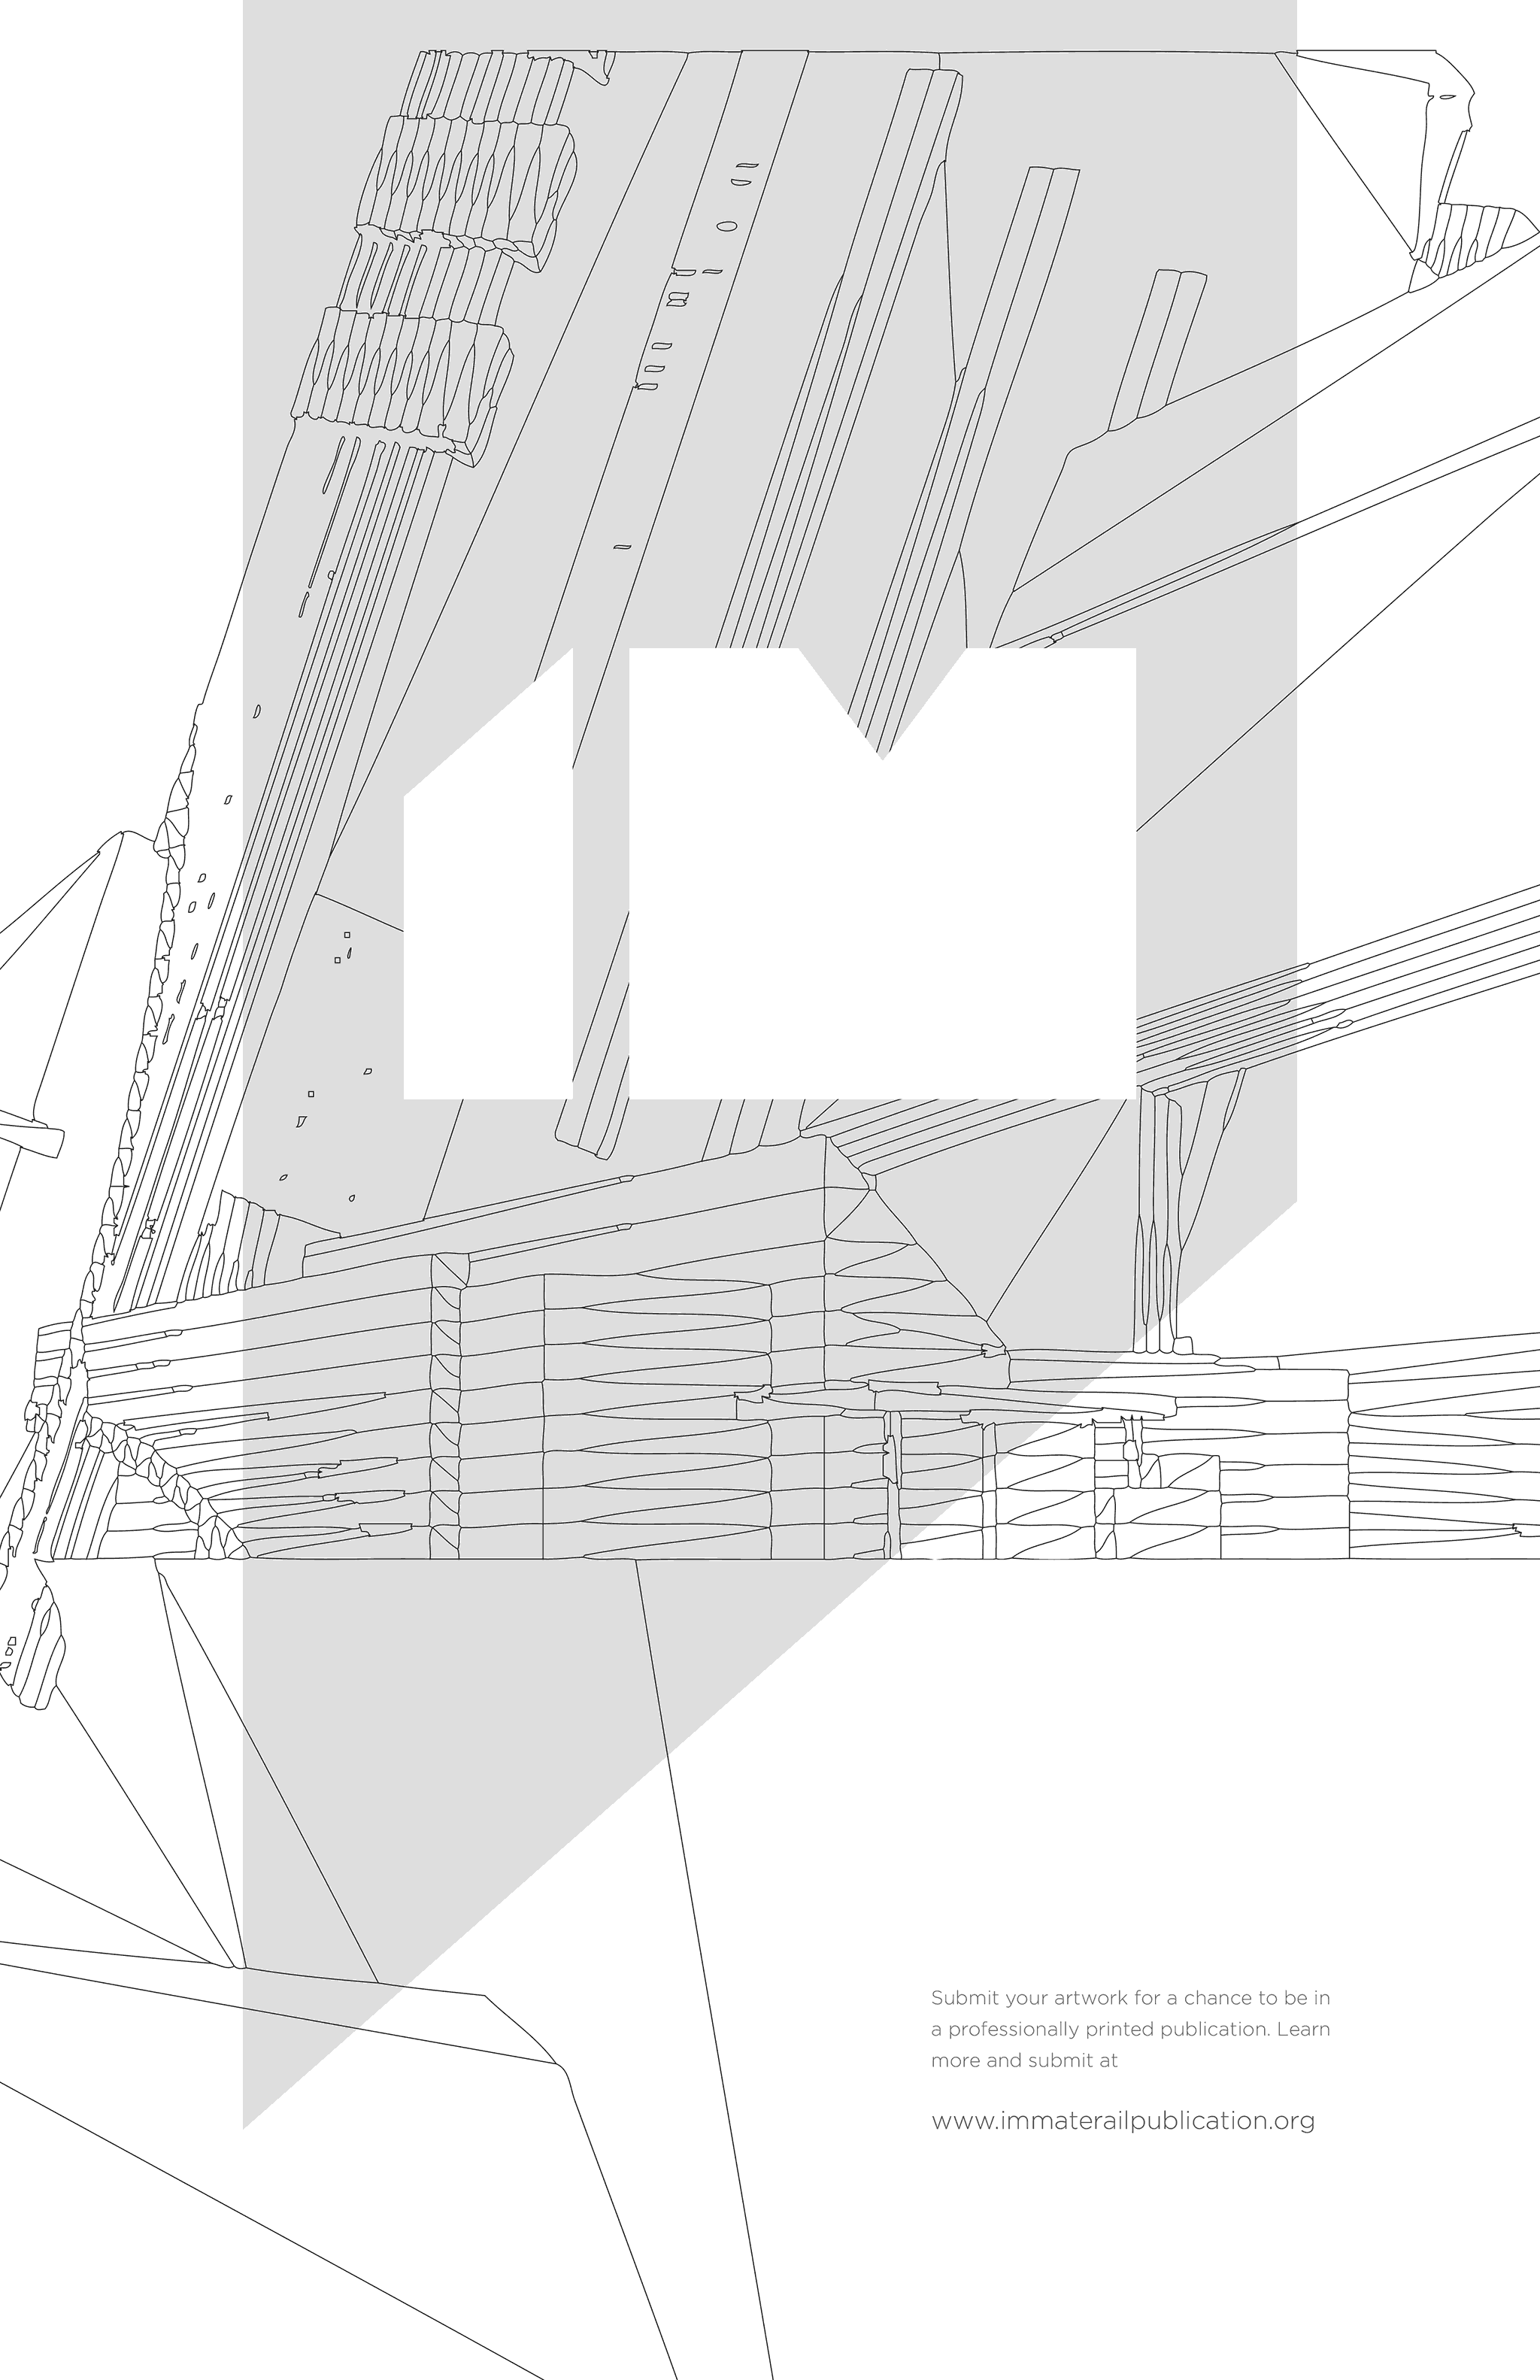 IM
Submit your artwork for a chance to be in
a professionally printed publication. Learn
more and submit at
www.immaterailpublication.org